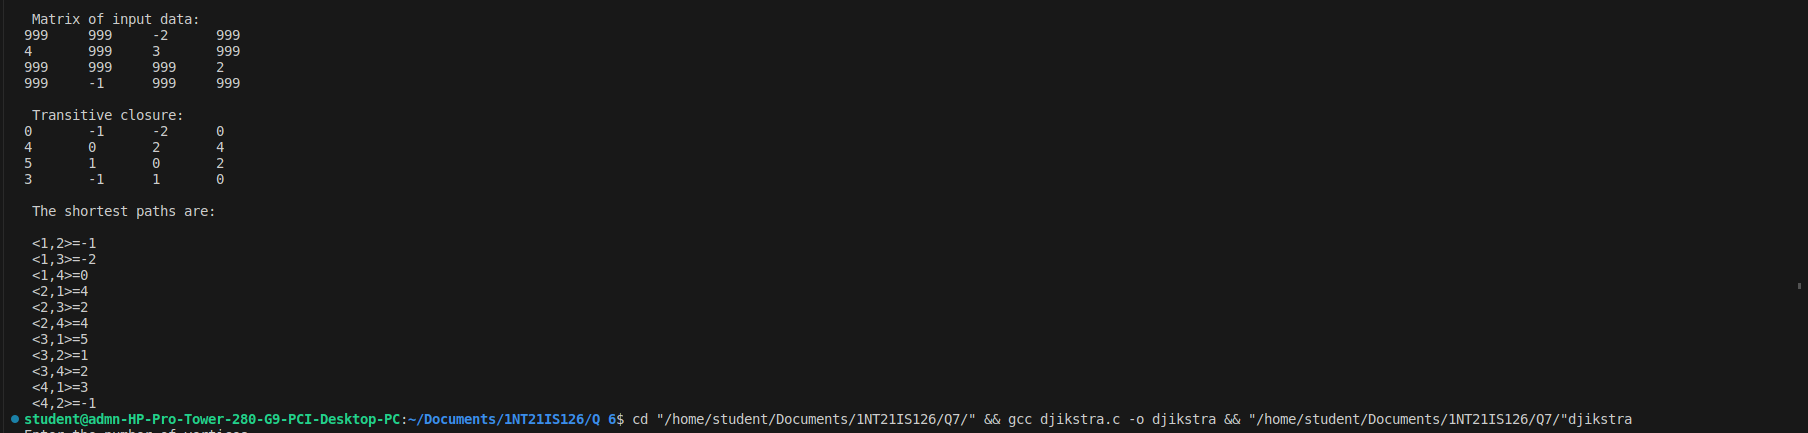 Matrix of input data:
999 999 -2 999
4 999 3 999
999 999 999 2
999 -1 999 999
Transitive closure:
0 -1 -2 0
4 0 2 4
5 1 0 2
3 -1 1 0
The shortest paths are:
<1,2>=-1
<1,3>=-2
<1,4>=0
<2,1>=4
<2,3>=2
<2,4>=4
<3,1>=5
<3,2>=1
<3,4>=2
<4,1>=3
<4,2>=-1
student@admn-HP-Pro-Tower-280-G9-PCI-Desktop-PC:~/Documents/1NT21IS126/Q 6$ cd "/home/student/Documents/1NT21IS126/Q7/" && gcc djikstra.c -o djikstra && "/home/student/Documents/1NT21IS126/Q7/"djikstra
Enter the number of vertices